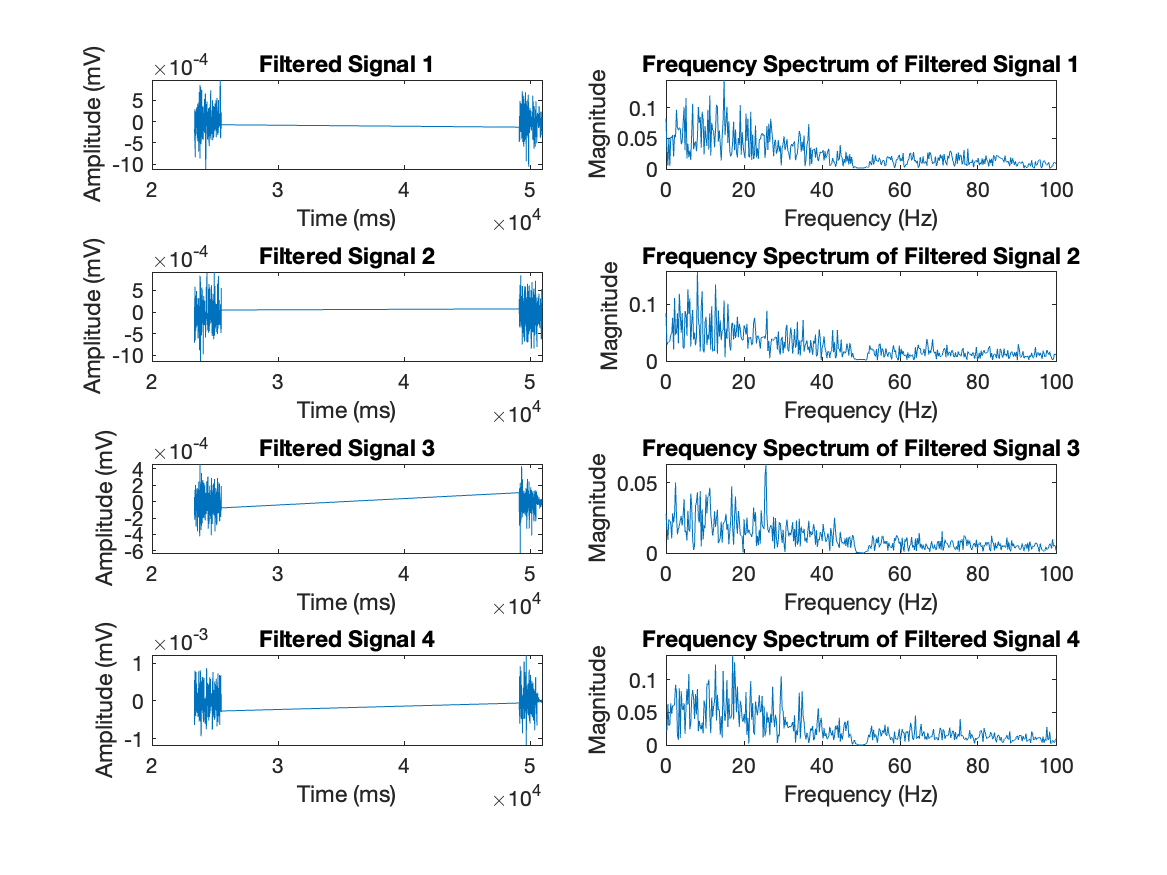 Filtered Signal 1
×10⁻⁴
Amplitude (mV)
5
0
-5
-10
2 3 4 5
Time (ms)
×10⁴
Frequency Spectrum of Filtered Signal 1
Magnitude
0.1
0.05
0
0 20 40 60 80 100
Frequency (Hz)
Filtered Signal 2
×10⁻⁴
Amplitude (mV)
5
0
-5
-10
2 3 4 5
Time (ms)
×10⁴
Frequency Spectrum of Filtered Signal 2
Magnitude
0.1
0
0 20 40 60 80 100
Frequency (Hz)
Filtered Signal 3
×10⁻⁴
Amplitude (mV)
4
2
0
-2
-4
-6
2 3 4 5
Time (ms)
×10⁴
Frequency Spectrum of Filtered Signal 3
Magnitude
0.05
0
0 20 40 60 80 100
Frequency (Hz)
Filtered Signal 4
×10⁻³
Amplitude (mV)
1
0
-1
2 3 4 5
Time (ms)
×10⁴
Frequency Spectrum of Filtered Signal 4
Magnitude
0.1
0.05
0
0 20 40 60 80 100
Frequency (Hz)